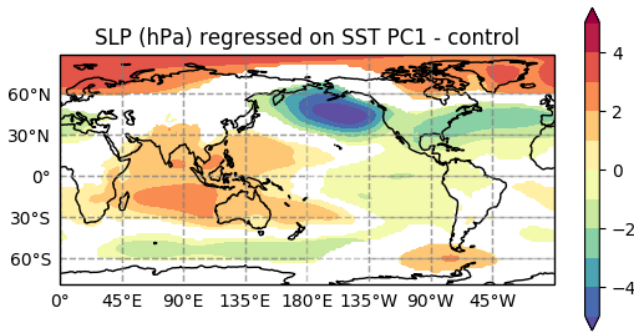 SLP (hPa) regressed on SST PC1 - control
60°N
30°N
0°
30°S
60°S
0° 45°E 90°E 135°E 180°E 135°W 90°W 45°W
4
2
0
−2
−4